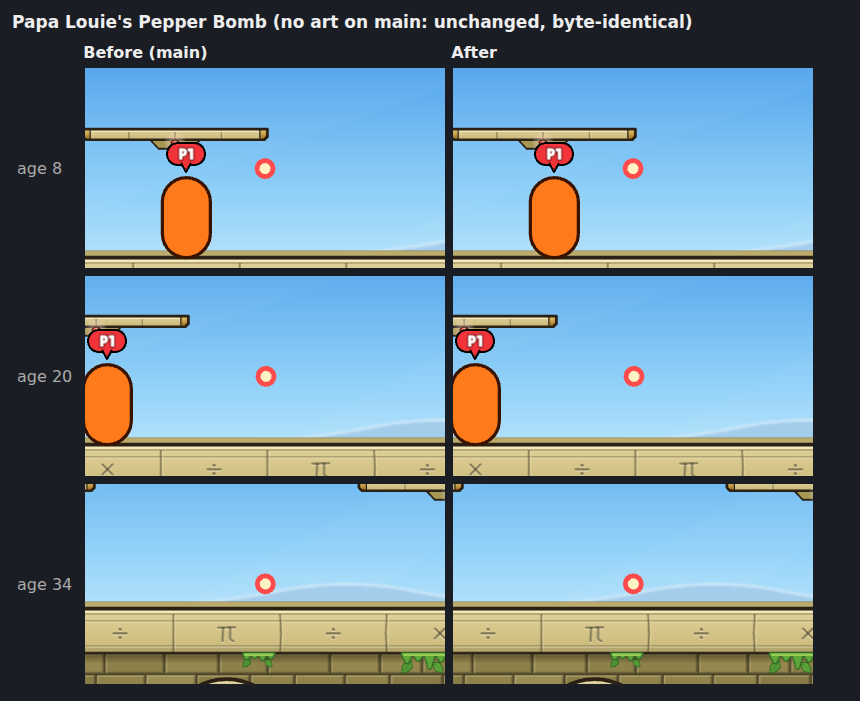 Papa Louie's Pepper Bomb (no art on main: unchanged, byte-identical)
Before (main) After
age 8
P1 P1
age 20
P1 P1
× ÷ π ÷ × ÷ π ÷
age 34
÷ π ÷ × ÷ π ÷ ×